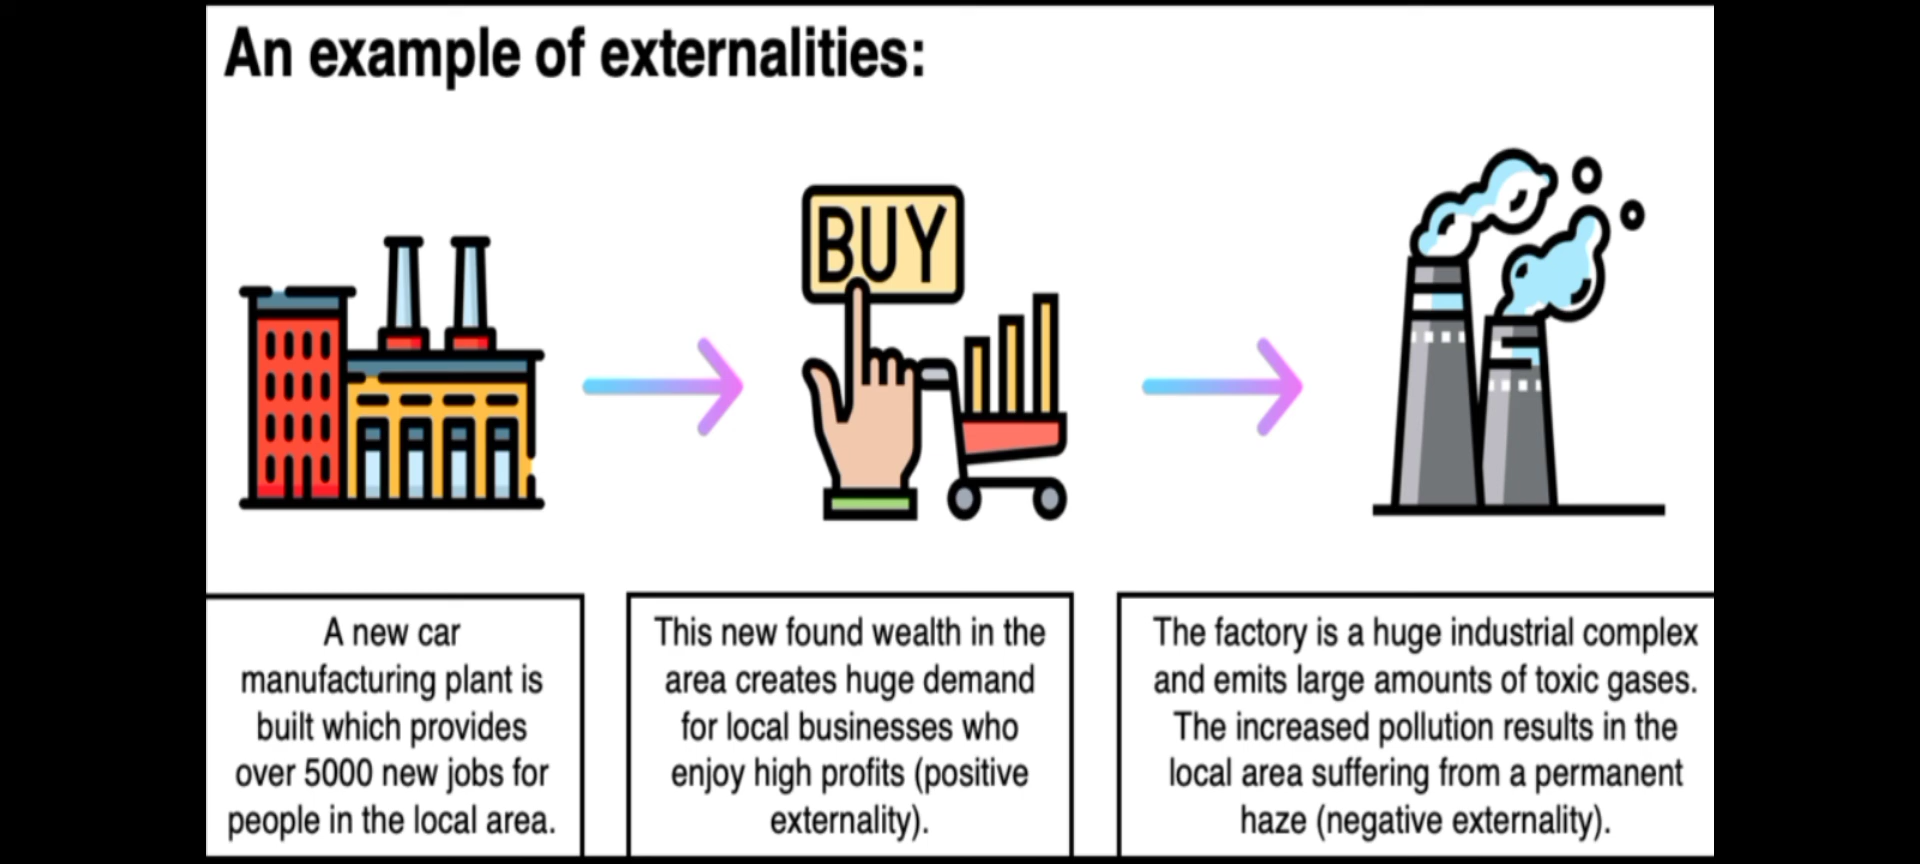 An example of externalities:
BUY
A new car
manufacturing plant is
built which provides
over 5000 new jobs for
people in the local area.
This new found wealth in the
area creates huge demand
for local businesses who
enjoy high profits (positive
externality).
The factory is a huge industrial complex
and emits large amounts of toxic gases.
The increased pollution results in the
local area suffering from a permanent
haze (negative externality).